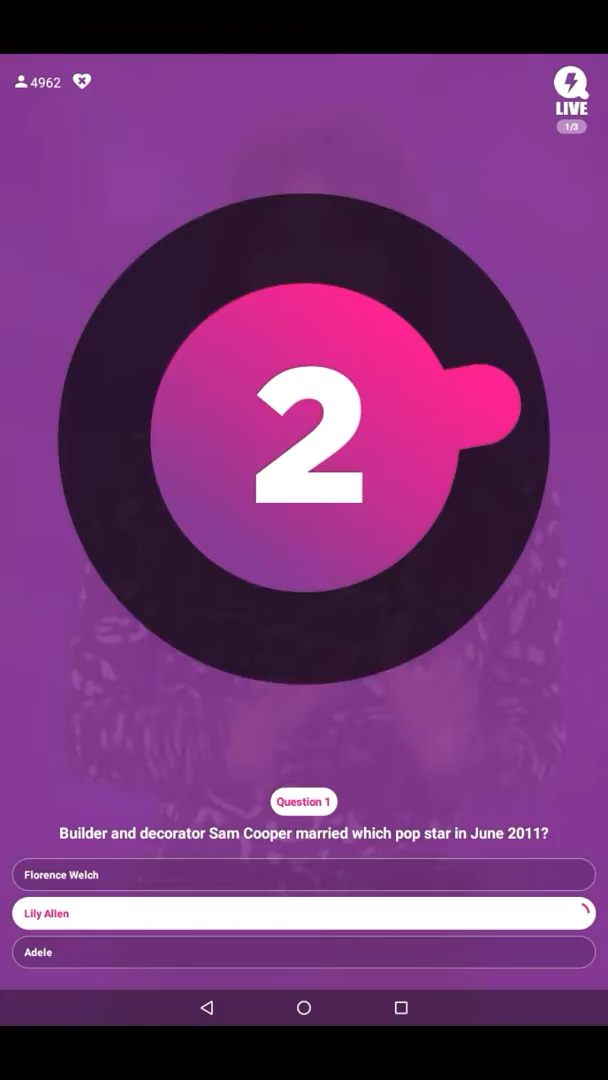 4962
LIVE
1/3
2
Question 1
Builder and decorator Sam Cooper married which pop star in June 2011?
Florence Welch
Lily Allen
Adele